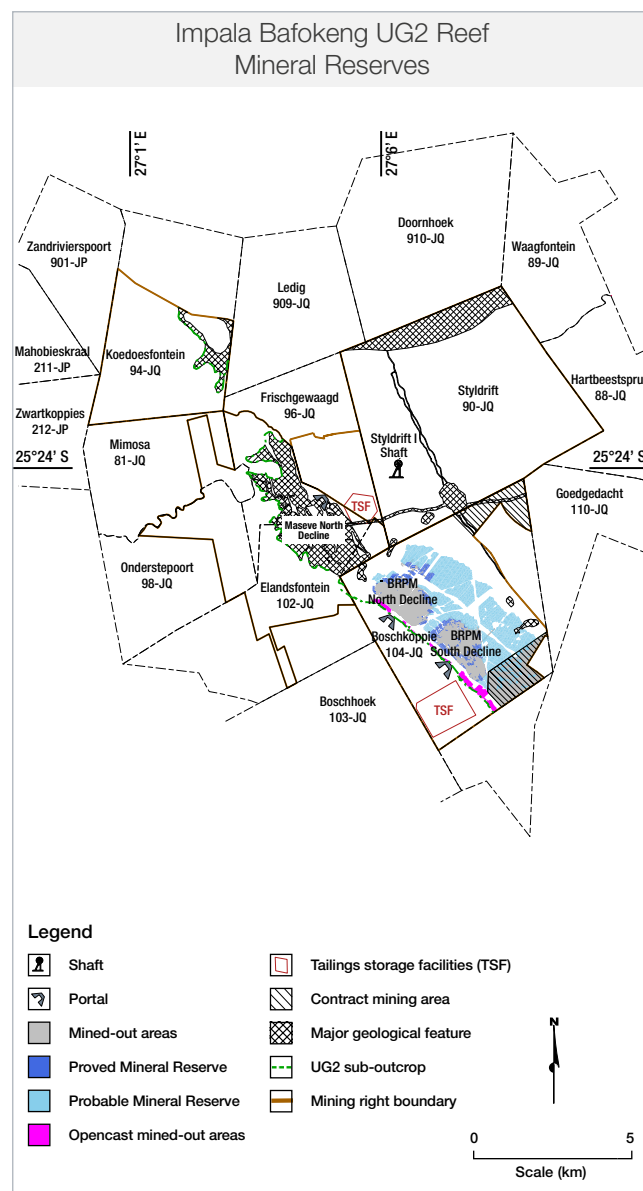 Impala Bafokeng UG2 Reef
Mineral Reserves
27°1' E
27°6' E
Doornhoek
910-JQ
Zandrivierspoort
901-JP
Waagfontein
89-JQ
Ledig
909-JQ
Mahobieskraal
211-JP
Koedoesfontein
94-JQ
Hartbeestspru
88-JQ
Styldrift
90-JQ
Frischgewaagd
96-JQ
Zwartkoppies
212-JP
Mimosa
81-JQ
Styldrift I
Shaft
25°24' S
25°24' S
Goedgedacht
110-JQ
TSF
Maseve North
Decline
Onderstepoort
98-JQ
Elandsfontein
102-JQ
BRPM
North Decline
Boschkoppie
104-JQ
BRPM
South Decline
Boschhoek
103-JQ
TSF
Legend
Shaft
Portal
Mined-out areas
Proved Mineral Reserve
Probable Mineral Reserve
Opencast mined-out areas
Tailings storage facilities (TSF)
Contract mining area
Major geological feature
UG2 sub-outcrop
Mining right boundary
N
0
5
Scale (km)